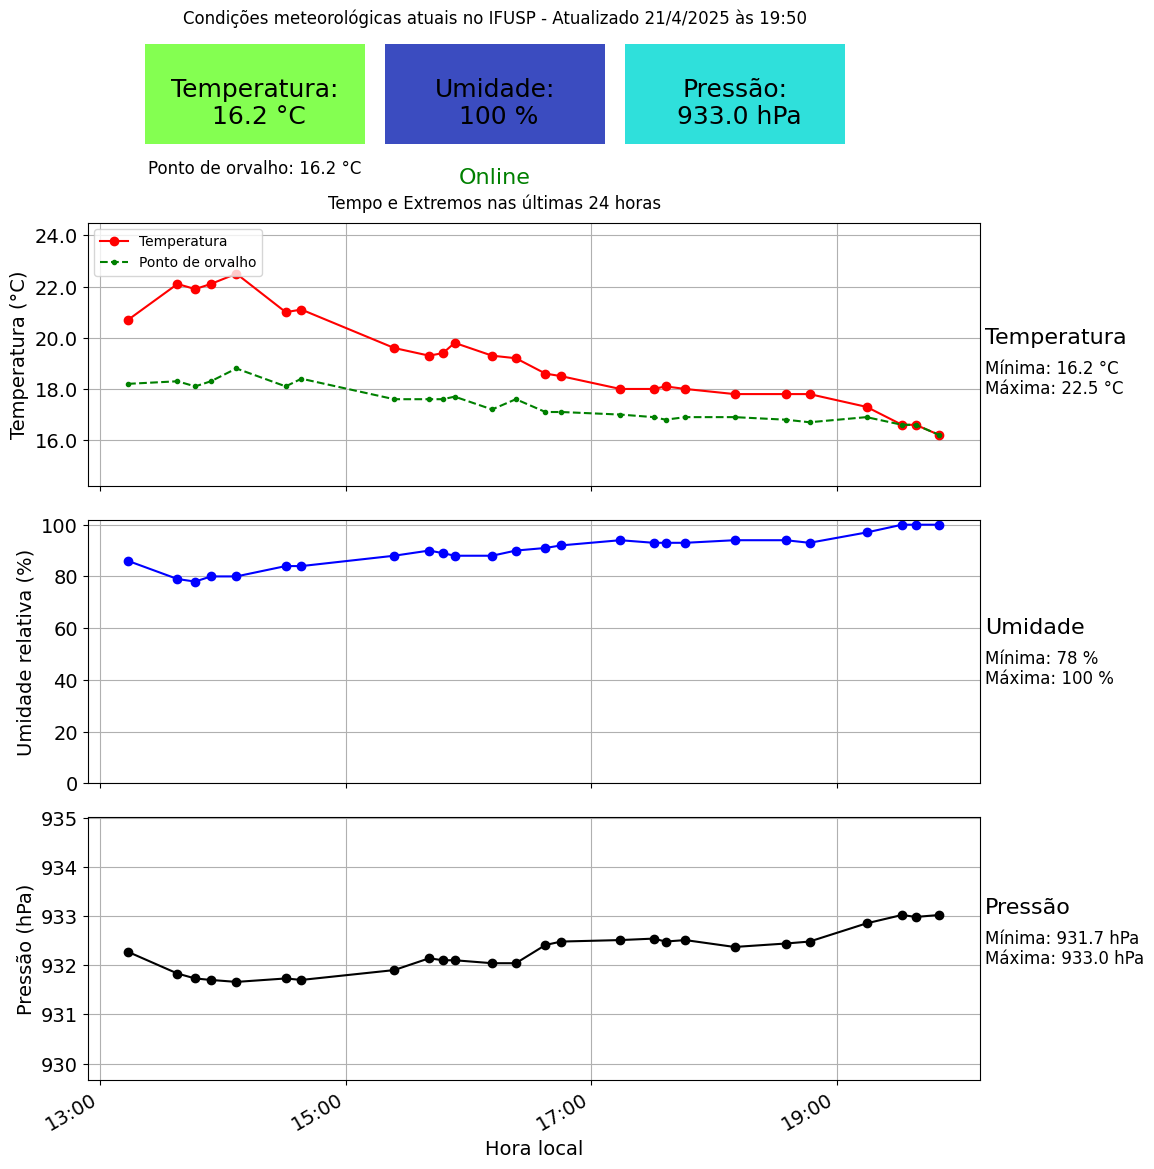 Condições meteorológicas atuais no IFUSP - Atualizado 21/4/2025 às 19:50
Temperatura:
16.2 °C
Umidade:
100 %
Pressão:
933.0 hPa
Ponto de orvalho: 16.2 °C
Online
Tempo e Extremos nas últimas 24 horas
Temperatura (°C)
24.0
22.0
20.0
18.0
16.0
Temperatura
Ponto de orvalho
Temperatura
Mínima: 16.2 °C
Máxima: 22.5 °C
Umidade relativa (%)
100
80
60
40
20
0
Umidade
Mínima: 78 %
Máxima: 100 %
Pressão (hPa)
935
934
933
932
931
930
Pressão
Mínima: 931.7 hPa
Máxima: 933.0 hPa
13:00
15:00
17:00
19:00
Hora local